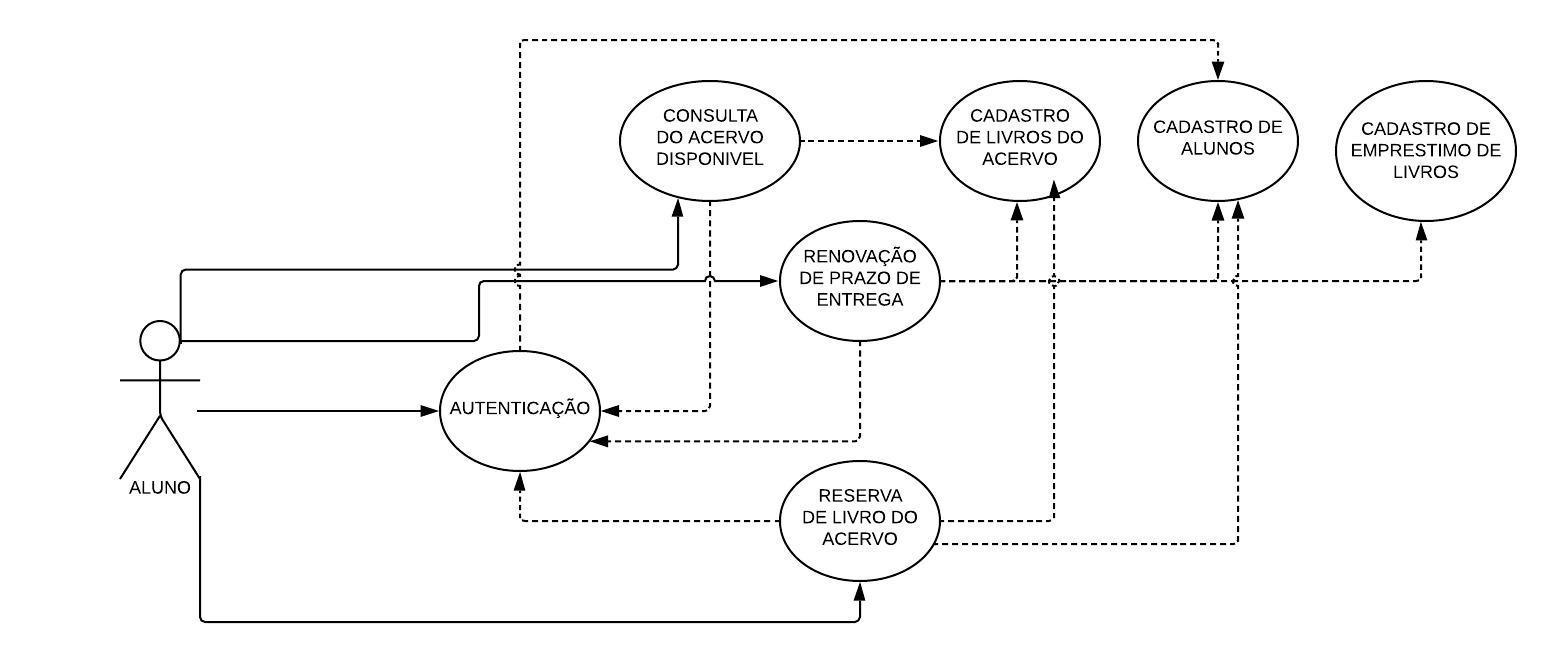 CONSULTA
DO ACERVO
DISPONIVEL
CADASTRO
DE LIVROS DO
ACERVO
CADASTRO DE
ALUNOS
CADASTRO DE
EMPRESTIMO DE
LIVROS
RENOVAÇÃO
DE PRAZO DE
ENTREGA
AUTENTICAÇÃO
ALUNO
RESERVA
DE LIVRO DO
ACERVO